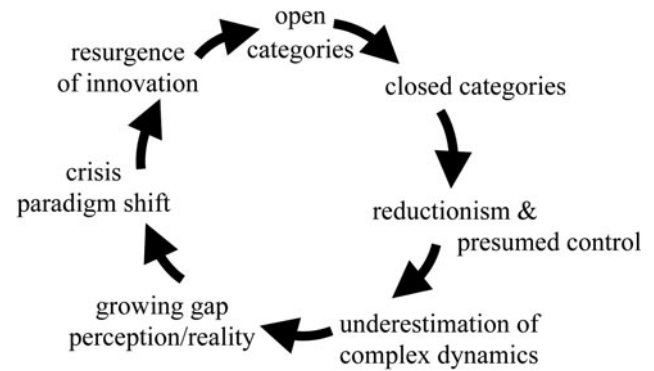 open
categories
closed categories
reductionism &
presumed control
underestimation of
complex dynamics
growing gap
perception/reality
crisis
paradigm shift
resurgence
of innovation